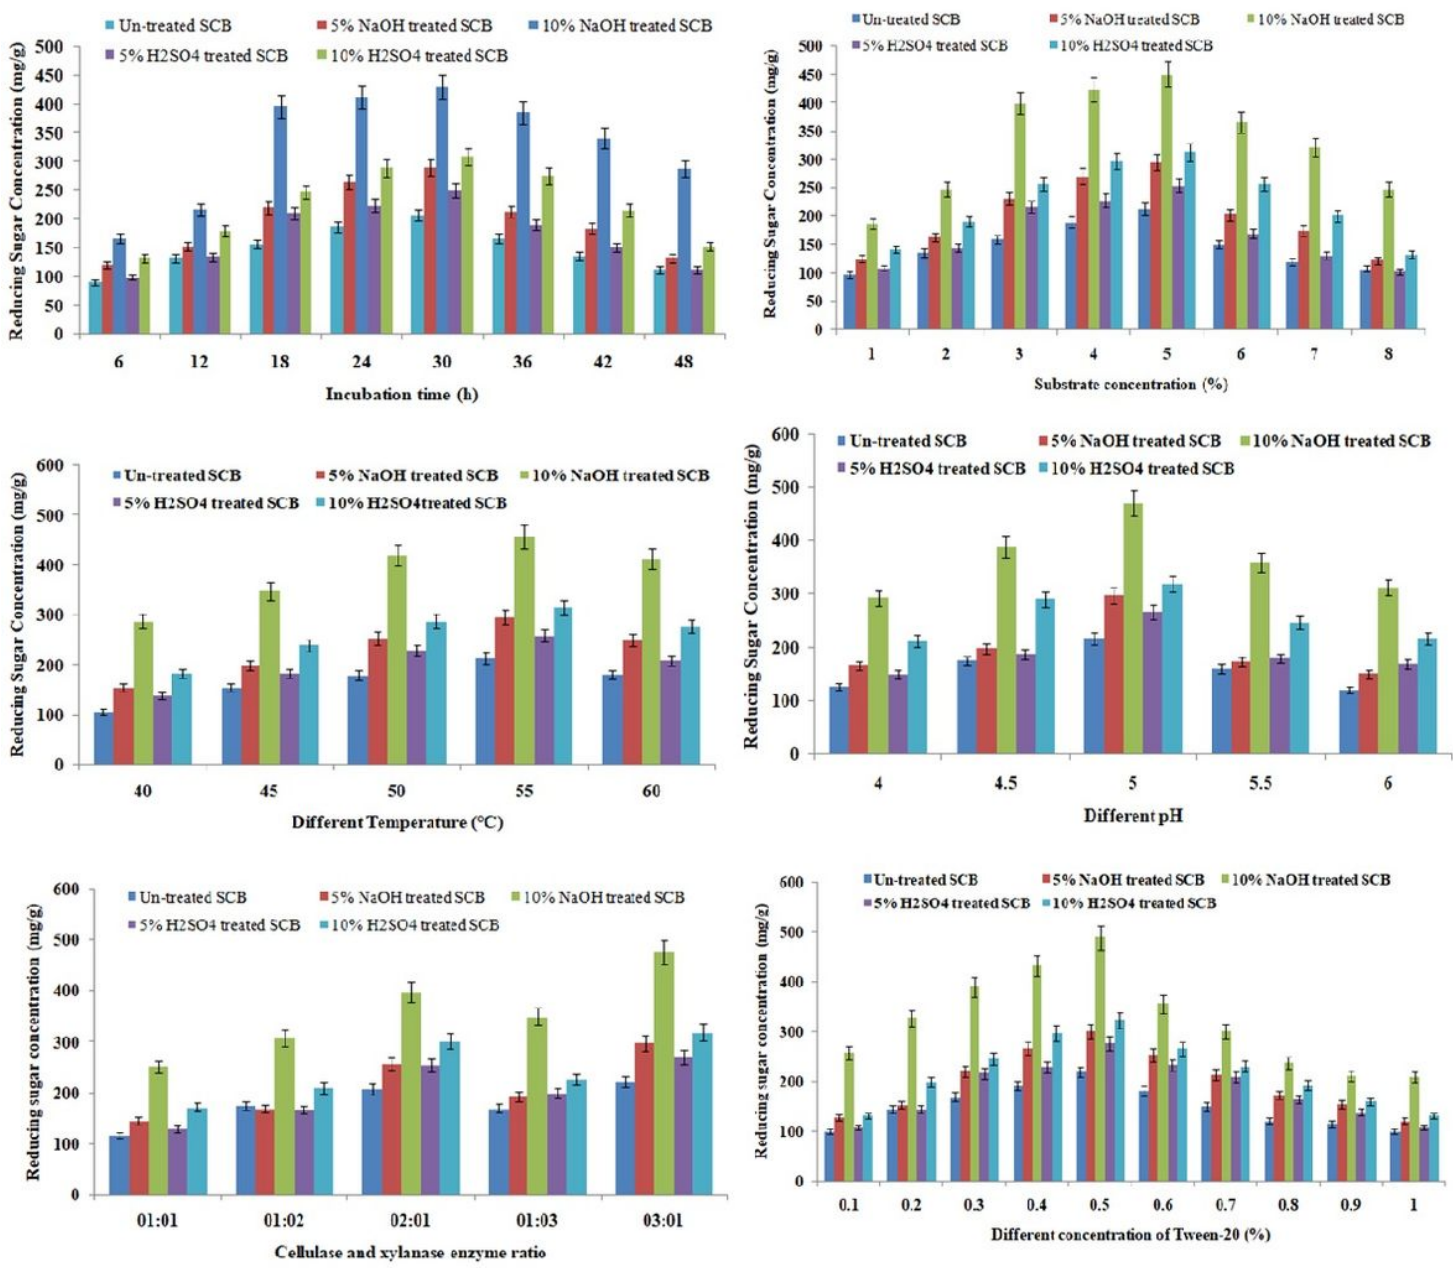 Un-treated SCB 5% NaOH treated SCB 10% NaOH treated SCB
5% H2SO4 treated SCB 10% H2SO4 treated SCB
Reducing Sugar Concentration (mg/g)
500
450
400
350
300
250
200
150
100
50
0
6 12 18 24 30 36 42 48
Incubation time (h)
Un-treated SCB 5% NaOH treated SCB 10% NaOH treated SCB
5% H2SO4 treated SCB 10% H2SO4 treated SCB
Reducing Sugar Concentration (mg/g)
500
450
400
350
300
250
200
150
100
50
0
1 2 3 4 5 6 7 8
Substrate concentration (%)
Un-treated SCB 5% NaOH treated SCB 10% NaOH treated SCB
5% H2SO4 treated SCB 10% H2SO4treated SCB
Reducing Sugar Concentration (mg/g)
600
500
400
300
200
100
0
40 45 50 55 60
Different Temperature (°C)
Un-treated SCB 5% NaOH treated SCB 10% NaOH treated SCB
5% H2SO4 treated SCB 10% H2SO4 treated SCB
Reducing Sugar Concentration (mg/g)
600
500
400
300
200
100
0
4 4.5 5 5.5 6
Different pH
Un-treated SCB 5% NaOH treated SCB 10% NaOH treated SCB
5% H2SO4 treated SCB 10% H2SO4 treated SCB
Reducing sugar concentration (mg/g)
600
500
400
300
200
100
0
01:01 01:02 02:01 01:03 03:01
Cellulase and xylanase enzyme ratio
Un-treated SCB 5% NaOH treated SCB 10% NaOH treated SCB
5% H2SO4 treated SCB 10% H2SO4 treated SCB
Reducing sugar concentration (mg/g)
600
500
400
300
200
100
0
0.1 0.2 0.3 0.4 0.5 0.6 0.7 0.8 0.9 1
Different concentration of Tween-20 (%)